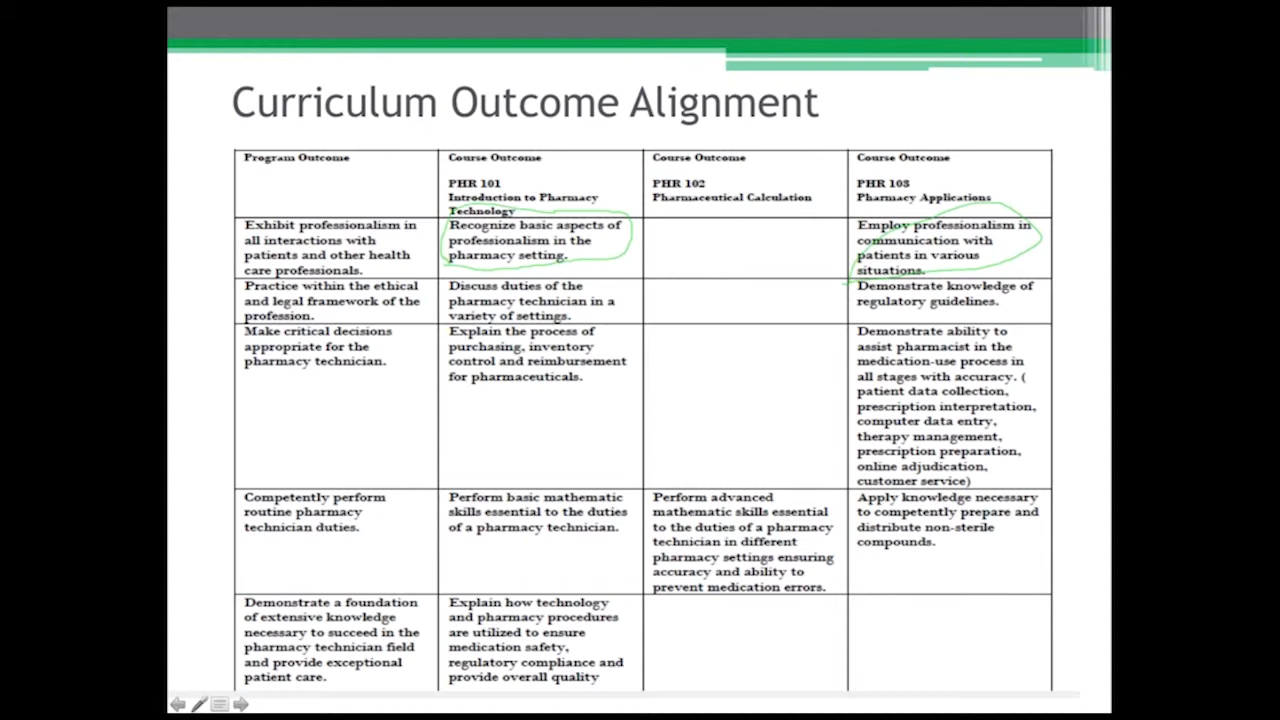 Curriculum Outcome Alignment
Program Outcome
Course Outcome
PHR 101
Introduction to Pharmacy
Technology
Course Outcome
PHR 102
Pharmaceutical Calculation
Course Outcome
PHR 103
Pharmacy Applications
Exhibit professionalism in
all interactions with
patients and other health
care professionals.
Recognize basic aspects of
professionalism in the
pharmacy setting.
Employ professionalism in
communication with
patients in various
situations.
Practice within the ethical
and legal framework of the
profession.
Discuss duties of the
pharmacy technician in a
variety of settings.
Demonstrate knowledge of
regulatory guidelines.
Make critical decisions
appropriate for the
pharmacy technician.
Explain the process of
purchasing, inventory
control and reimbursement
for pharmaceuticals.
Demonstrate ability to
assist pharmacist in the
medication-use process in
all stages with accuracy. (
patient data collection,
prescription interpretation,
computer data entry,
therapy management,
prescription preparation,
online adjudication,
customer service)
Competently perform
routine pharmacy
technician duties.
Perform basic mathematic
skills essential to the duties
of a pharmacy technician.
Perform advanced
mathematic skills essential
to the duties of a pharmacy
technician in different
pharmacy settings ensuring
accuracy and ability to
prevent medication errors.
Apply knowledge necessary
to competently prepare and
distribute non-sterile
compounds.
Demonstrate a foundation
of extensive knowledge
necessary to succeed in the
pharmacy technician field
and provide exceptional
patient care.
Explain how technology
and pharmacy procedures
are utilized to ensure
medication safety,
regulatory compliance and
provide overall quality